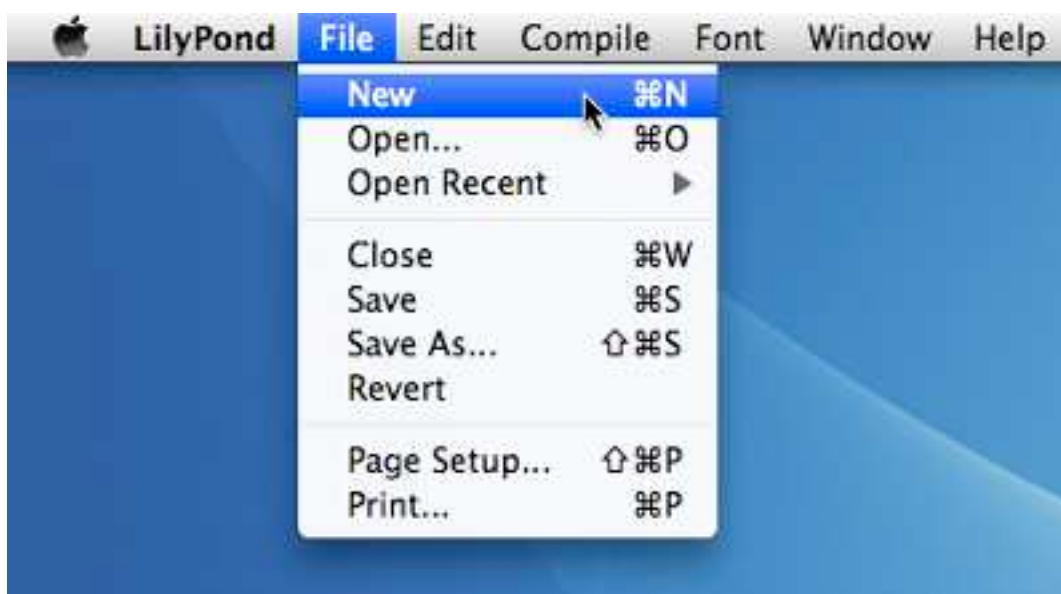 LilyPond File Edit Compile Font Window Help
New ⌘N
Open... ⌘O
Open Recent ▶
Close ⌘W
Save ⌘S
Save As... ⇧⌘S
Revert
Page Setup... ⇧⌘P
Print... ⌘P